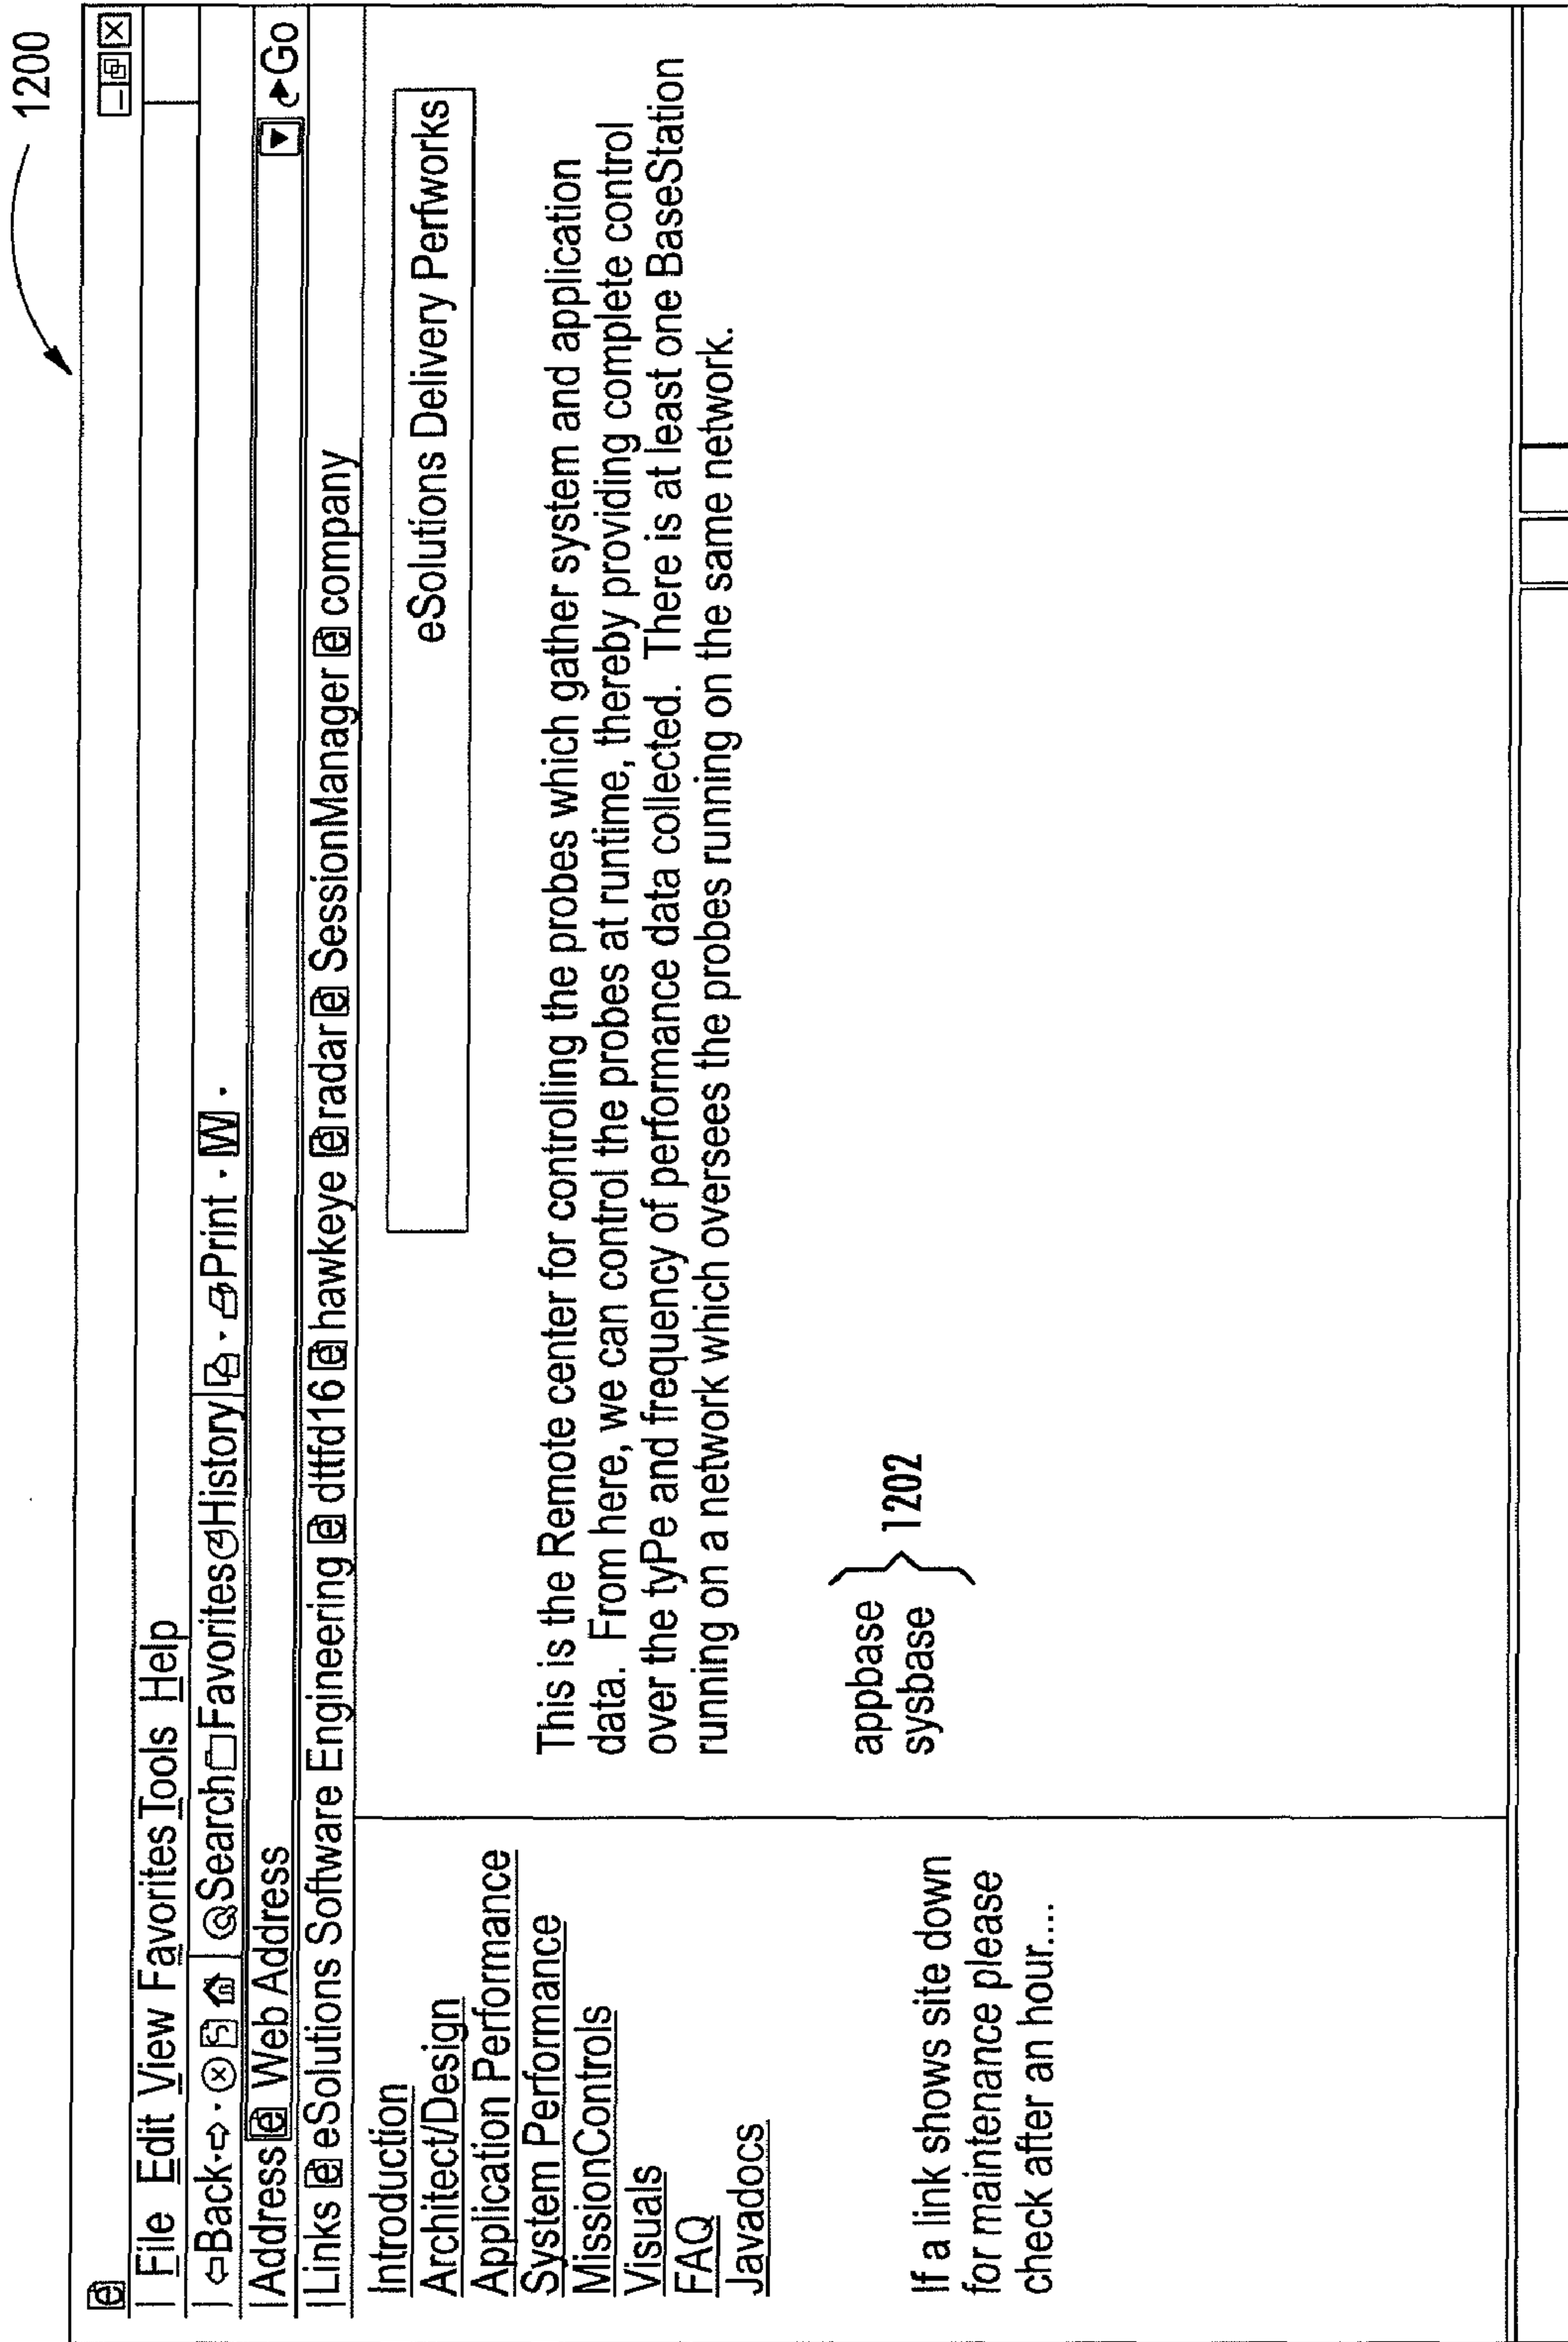 1200
File Edit View Favorites Tools Help
Back Search Favorites History Print W
Address Web Address Go
Links eSolutions Software Engineering dtfd16 hawkeye radar SessionManager company
Introduction
Architect/Design
Application Performance
System Performance
MissionControls
Visuals
FAQ
Javadocs
If a link shows site down
for maintenance please
check after an hour....
eSolutions Delivery Perfworks
This is the Remote center for controlling the probes which gather system and application
data. From here, we can control the probes at runtime, thereby providing complete control
over the tyPe and frequency of performance data collected. There is at least one BaseStation
running on a network which oversees the probes running on the same network.
appbase
sysbase
1202